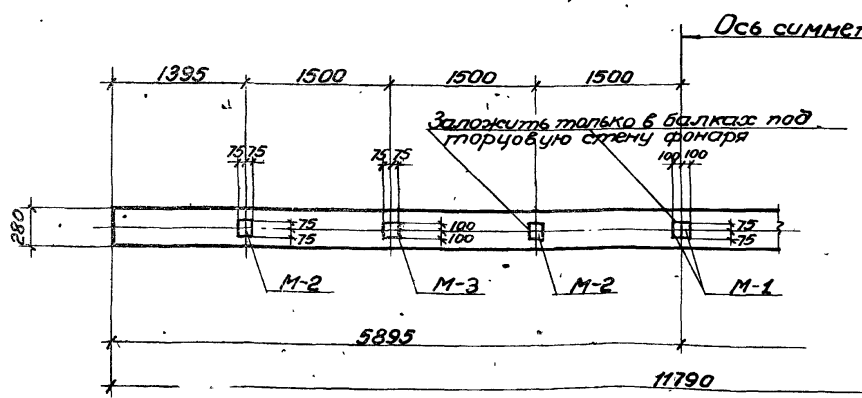 Ось симмет
1395 1500 1500 1500
Заложить только в балках под
торцовую стену фонаря
75 75 75 75 100 100
280
75 100 75
75 100 75
М-2 М-3 М-2 М-1
5895
11790